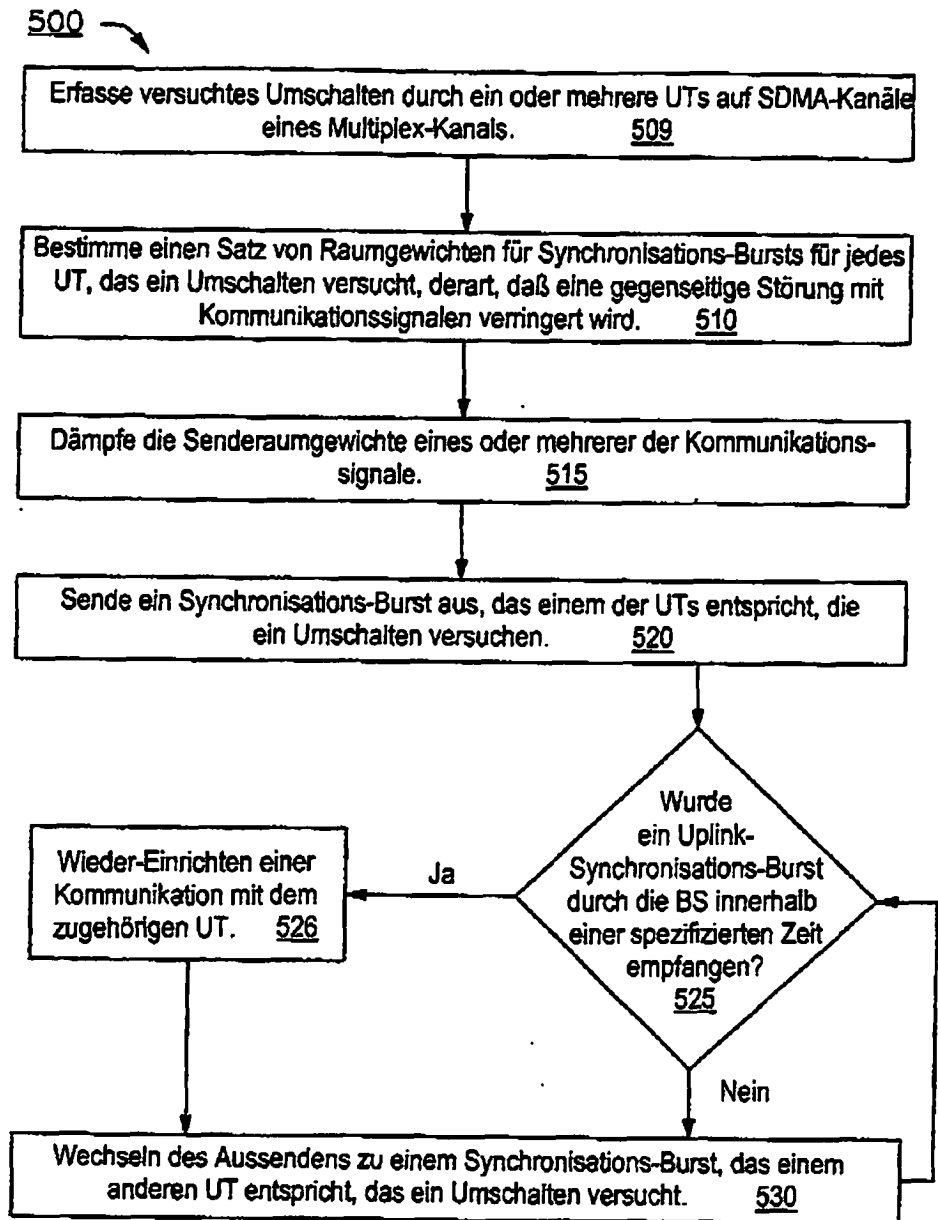 500
Erfasse versuchtes Umschalten durch ein oder mehrere UTs auf SDMA-Kanäle
eines Multiplex-Kanals. 509
Bestimme einen Satz von Raumgewichten für Synchronisations-Bursts für jedes
UT, das ein Umschalten versucht, derart, daß eine gegenseitige Störung mit
Kommunikationssignalen verringert wird. 510
Dämpfe die Senderaumgewichte eines oder mehrerer der Kommunikations-
signale. 515
Sende ein Synchronisations-Burst aus, das einem der UTs entspricht, die
ein Umschalten versuchen. 520
Wurde
ein Uplink-
Synchronisations-Burst
durch die BS innerhalb
einer spezifizierten Zeit
empfangen?
525
Ja
Wieder-Einrichten einer
Kommunikation mit dem
zugehörigen UT. 526
Nein
Wechseln des Aussendens zu einem Synchronisations-Burst, das einem
anderen UT entspricht, das ein Umschalten versucht. 530